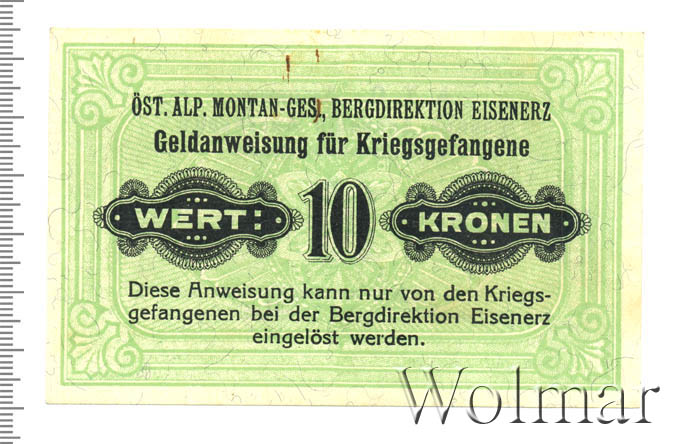 ÖST. ALP. MONTAN-GES., BERGDIREKTION EISENERZ
Geldanweisung für Kriegsgefangene
WERT: 10 KRONEN
Diese Anweisung kann nur von den Kriegs-
gefangenen bei der Bergdirektion Eisenerz
eingelöst werden.
Wolmar